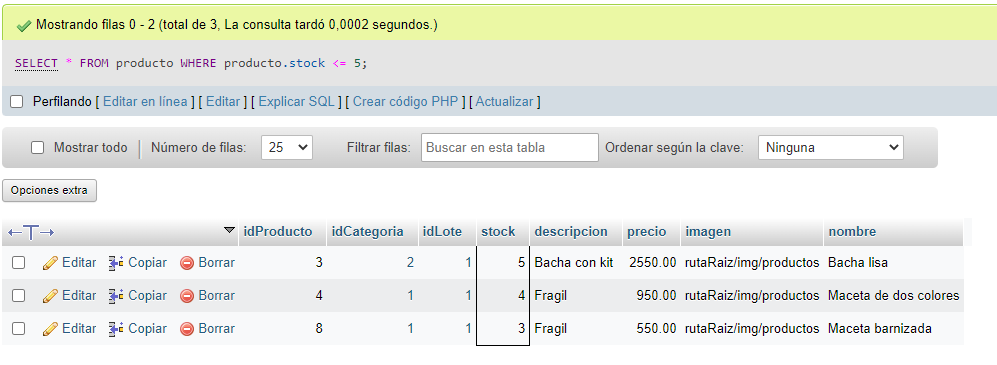 Mostrando filas 0 - 2 (total de 3, La consulta tardó 0,0002 segundos.)
SELECT * FROM producto WHERE producto.stock <= 5;
Perfilando [ Editar en línea ] [ Editar ] [ Explicar SQL ] [ Crear código PHP ] [ Actualizar ]
Mostrar todo Número de filas: 25 Filtrar filas: Buscar en esta tabla Ordenar según la clave: Ninguna
Opciones extra
←T→ idProducto idCategoria idLote stock descripcion precio imagen nombre
Editar Copiar Borrar 3 2 1 5 Bacha con kit 2550.00 rutaRaiz/img/productos Bacha lisa
Editar Copiar Borrar 4 1 1 4 Fragil 950.00 rutaRaiz/img/productos Maceta de dos colores
Editar Copiar Borrar 8 1 1 3 Fragil 550.00 rutaRaiz/img/productos Maceta barnizada